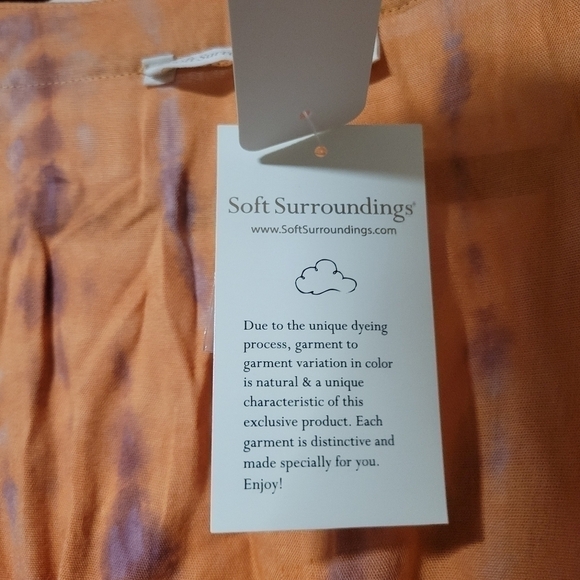 Soft Surroundings®
www.SoftSurroundings.com
Due to the unique dyeing
process, garment to
garment variation in color
is natural & a unique
characteristic of this
exclusive product. Each
garment is distinctive and
made specially for you.
Enjoy!